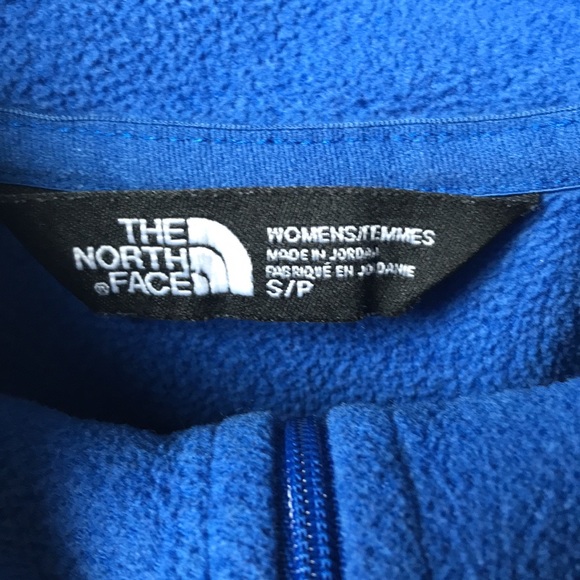 THE
NORTH
®FACE
WOMENS/FEMMES
MADE IN JORDAN
FABRIQUÉ EN JORDANIE
S/P